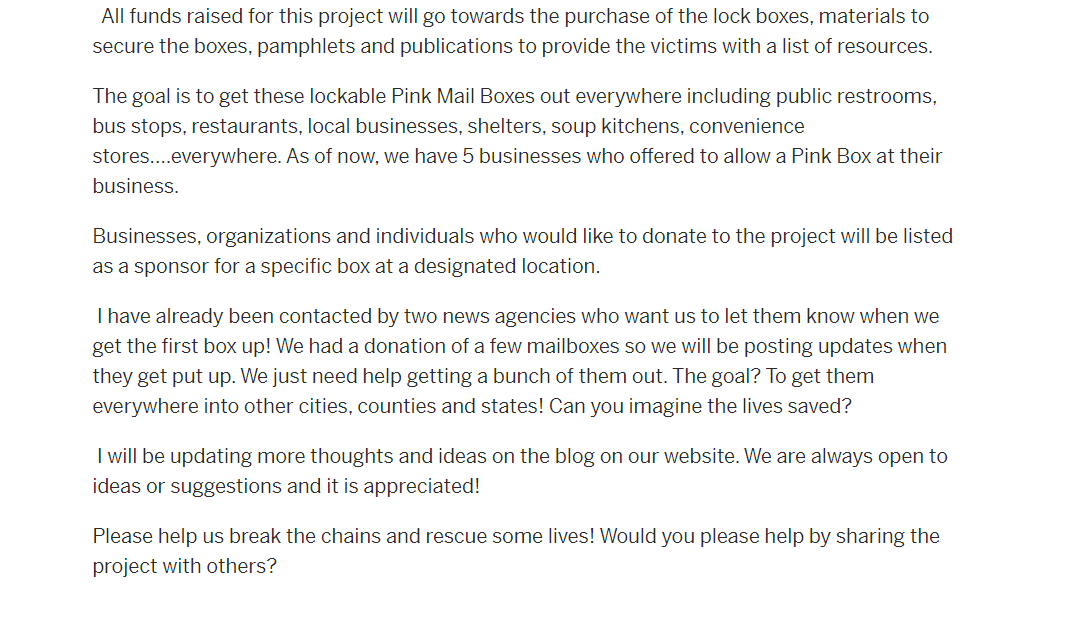 All funds raised for this project will go towards the purchase of the lock boxes, materials to
secure the boxes, pamphlets and publications to provide the victims with a list of resources.
The goal is to get these lockable Pink Mail Boxes out everywhere including public restrooms,
bus stops, restaurants, local businesses, shelters, soup kitchens, convenience
stores....everywhere. As of now, we have 5 businesses who offered to allow a Pink Box at their
business.
Businesses, organizations and individuals who would like to donate to the project will be listed
as a sponsor for a specific box at a designated location.
I have already been contacted by two news agencies who want us to let them know when we
get the first box up! We had a donation of a few mailboxes so we will be posting updates when
they get put up. We just need help getting a bunch of them out. The goal? To get them
everywhere into other cities, counties and states! Can you imagine the lives saved?
I will be updating more thoughts and ideas on the blog on our website. We are always open to
ideas or suggestions and it is appreciated!
Please help us break the chains and rescue some lives! Would you please help by sharing the
project with others?